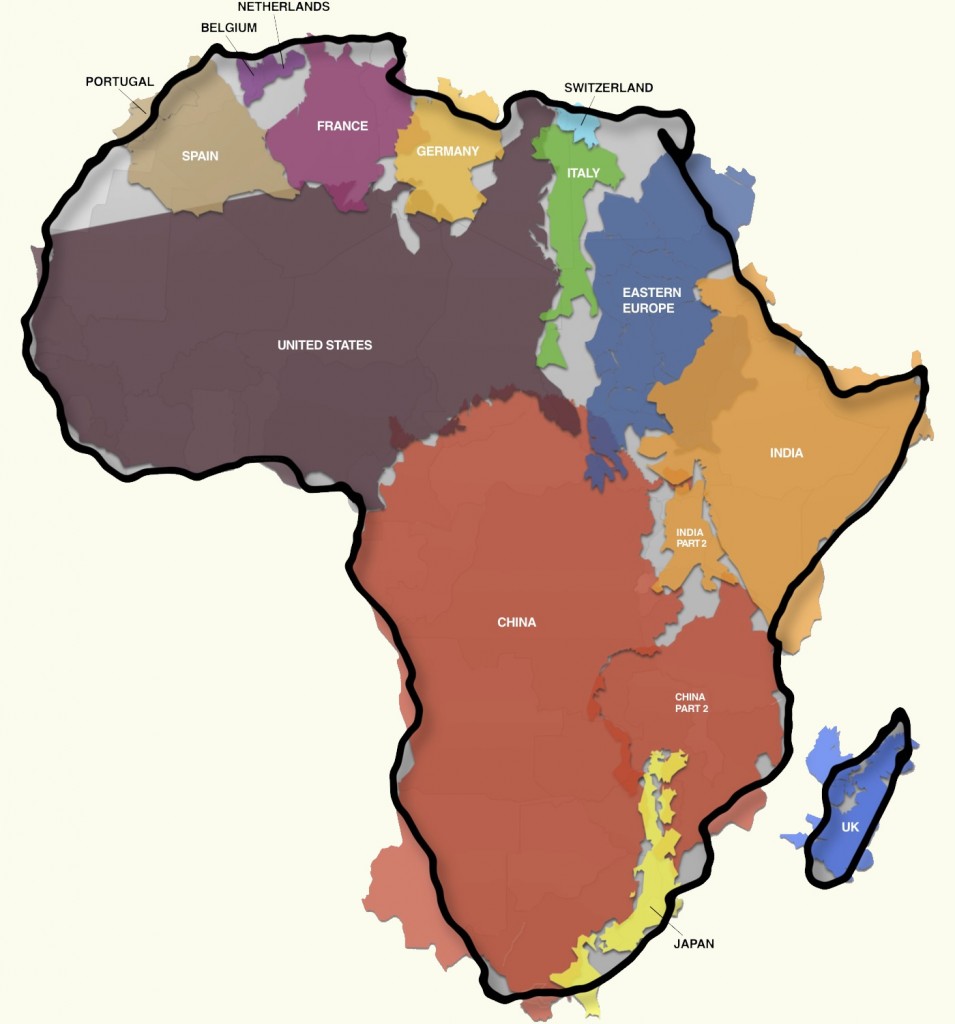 NETHERLANDS
BELGIUM
PORTUGAL
SWITZERLAND
FRANCE
SPAIN
GERMANY
ITALY
EASTERN
EUROPE
UNITED STATES
INDIA
INDIA
PART 2
CHINA
CHINA
PART 2
UK
JAPAN